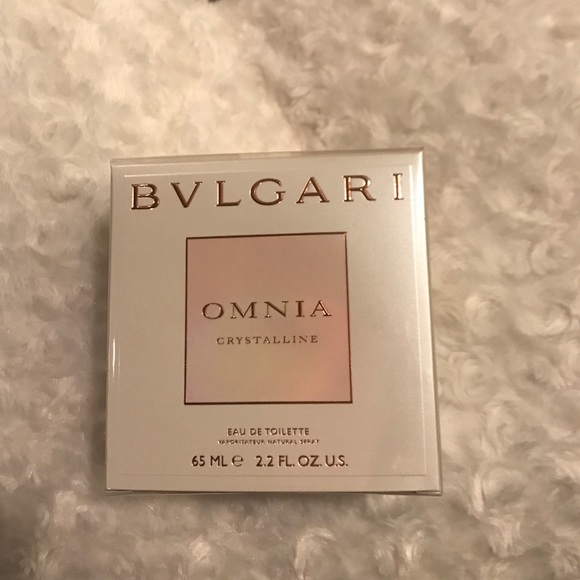 BVLGARI
OMNIA
CRYSTALLINE
EAU DE TOILETTE
VAPORISATEUR NATURAL SPRAY
65 ML ℮ 2.2 FL. OZ. U.S.